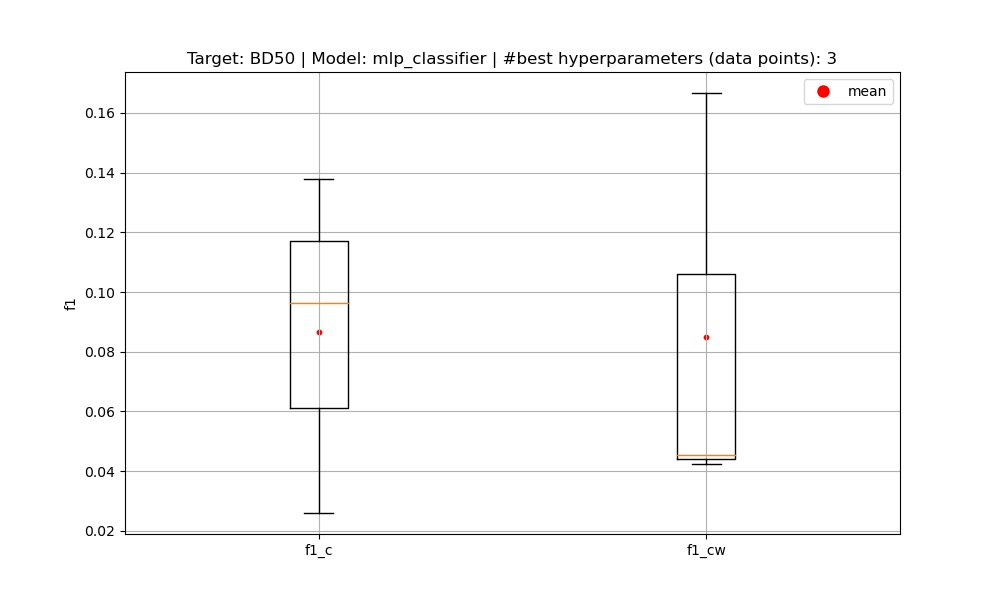 Target: BD50 | Model: mlp_classifier | #best hyperparameters (data points): 3
mean
0.16
0.14
0.12
0.10
0.08
0.06
0.04
0.02
f1
f1_c
f1_cw